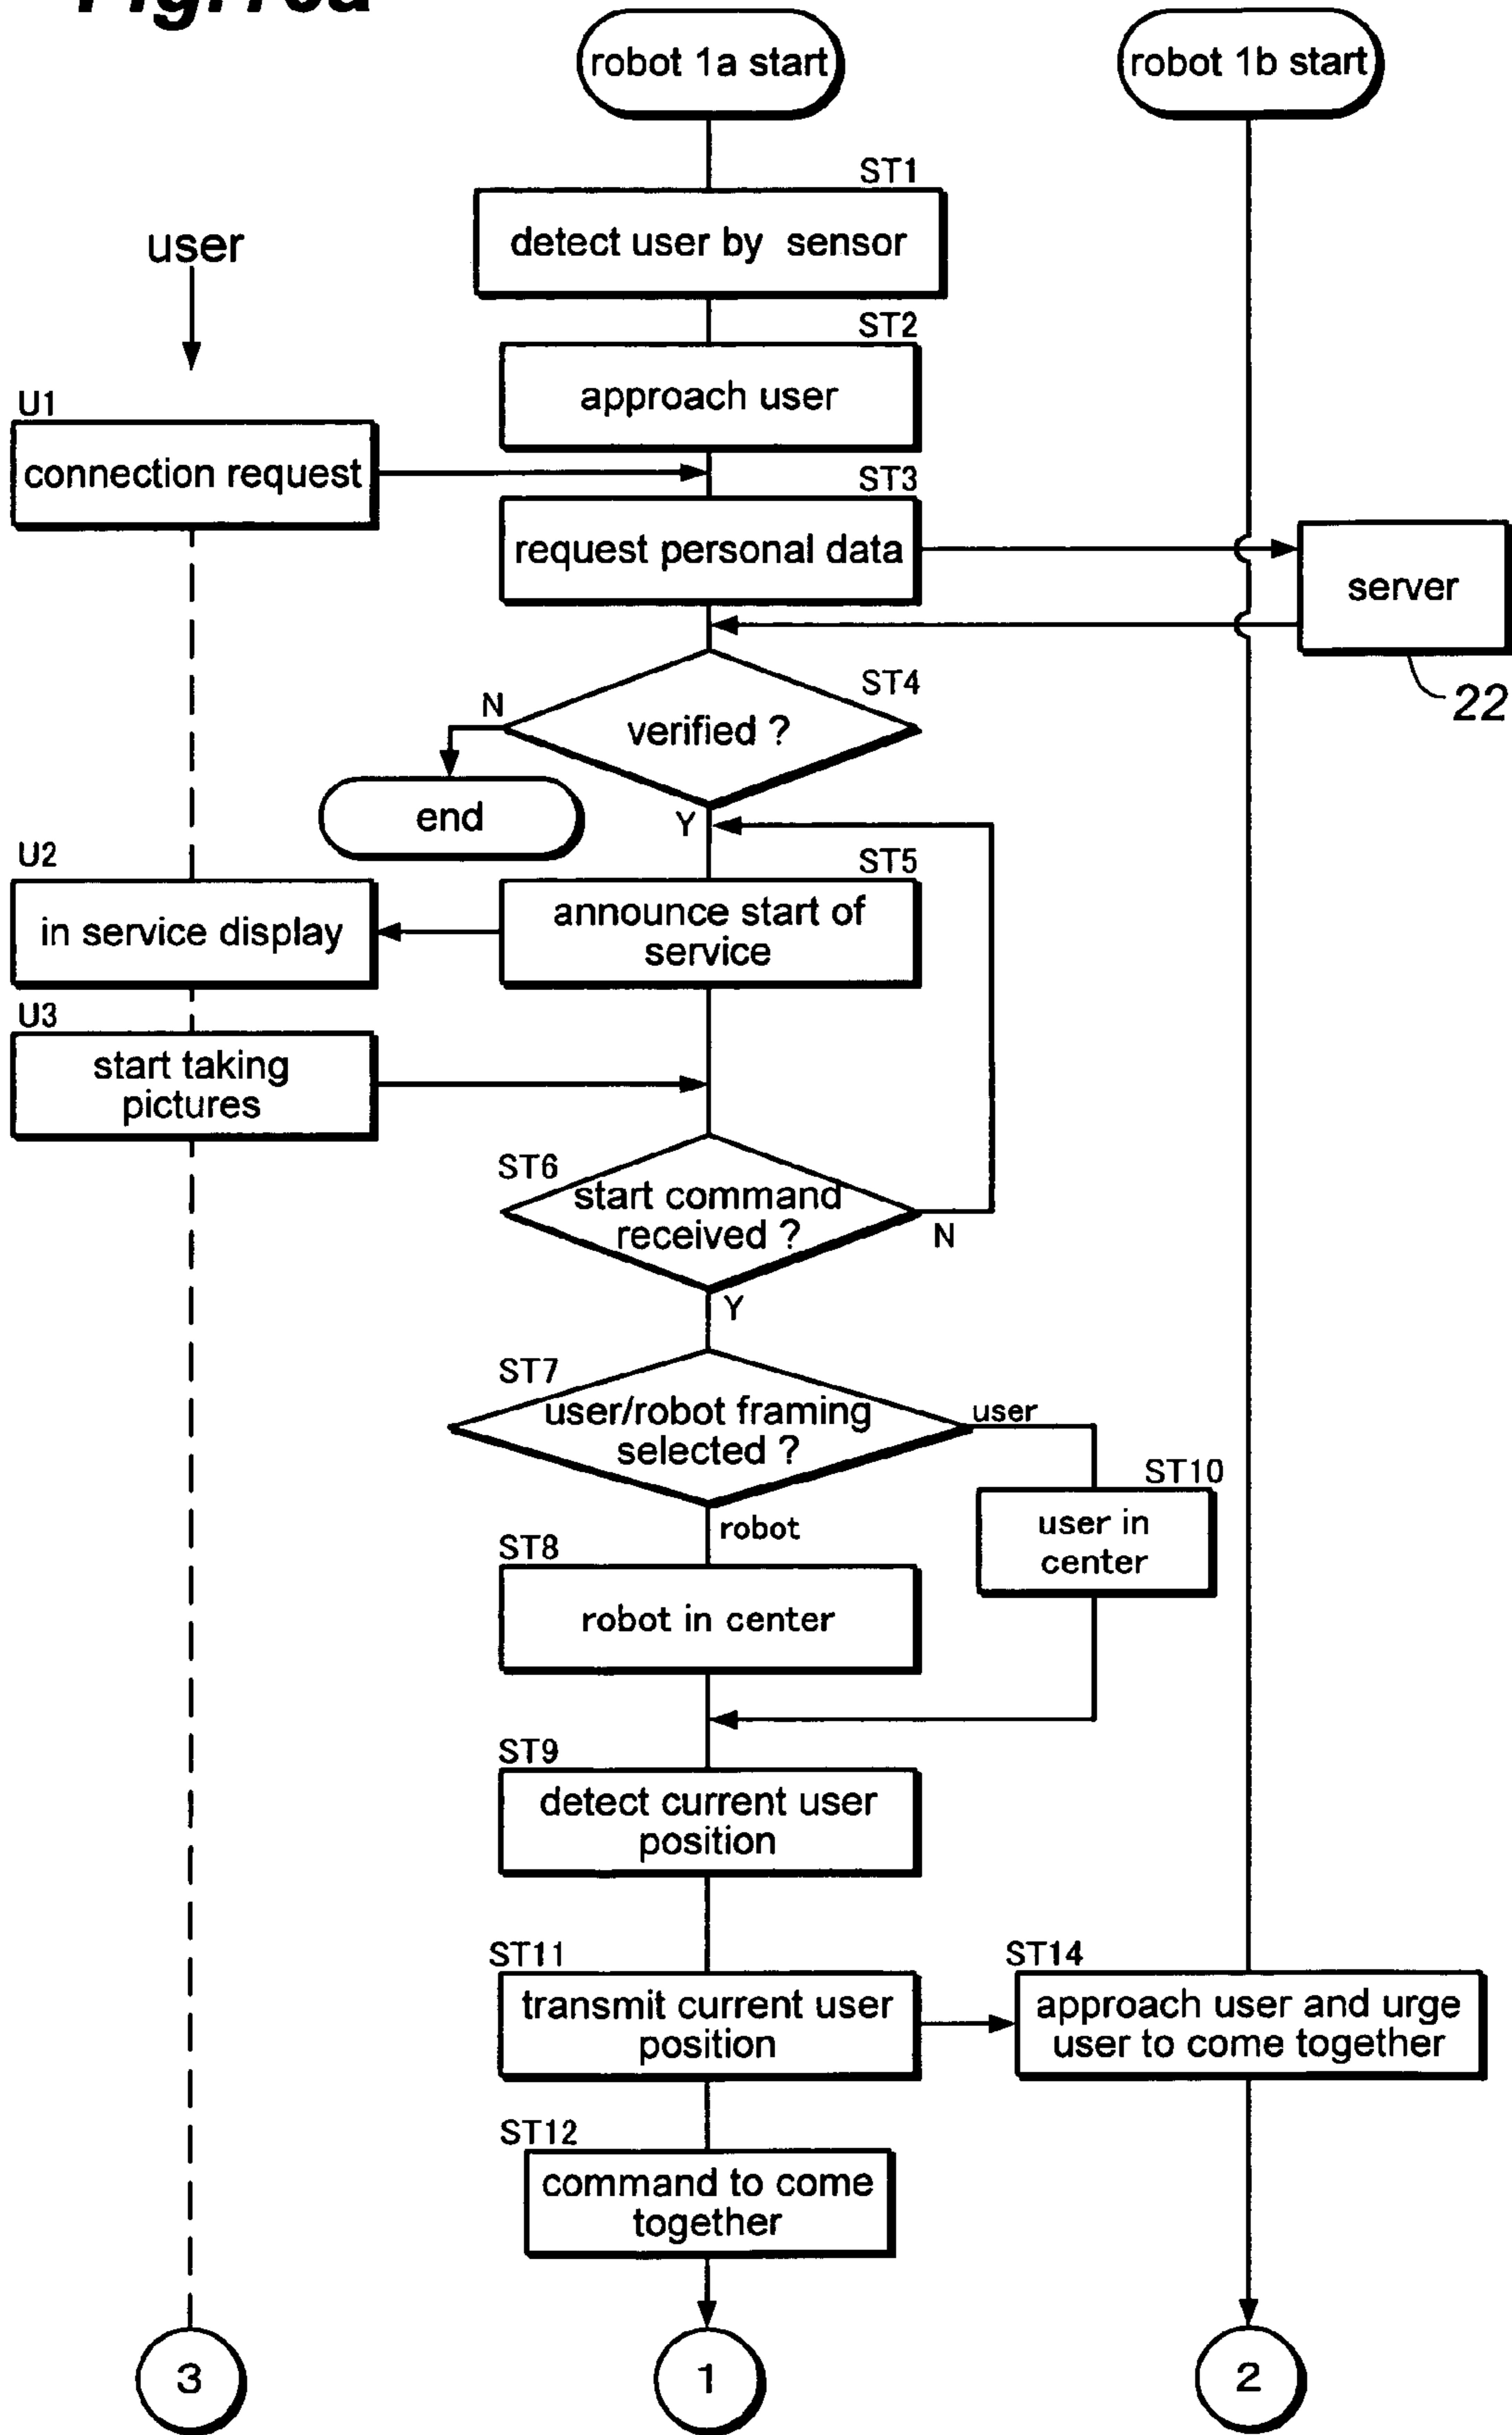 robot 1a start
robot 1b start
ST1
detect user by sensor
user
ST2
approach user
U1
connection request
ST3
request personal data
server
22
ST4
verified ?
N
end
Y
U2
in service display
ST5
announce start of
service
U3
start taking
pictures
ST6
start command
received ?
N
Y
ST7
user/robot framing
selected ?
user
robot
ST10
user in
center
ST8
robot in center
ST9
detect current user
position
ST11
transmit current user
position
ST14
approach user and urge
user to come together
ST12
command to come
together
3
1
2